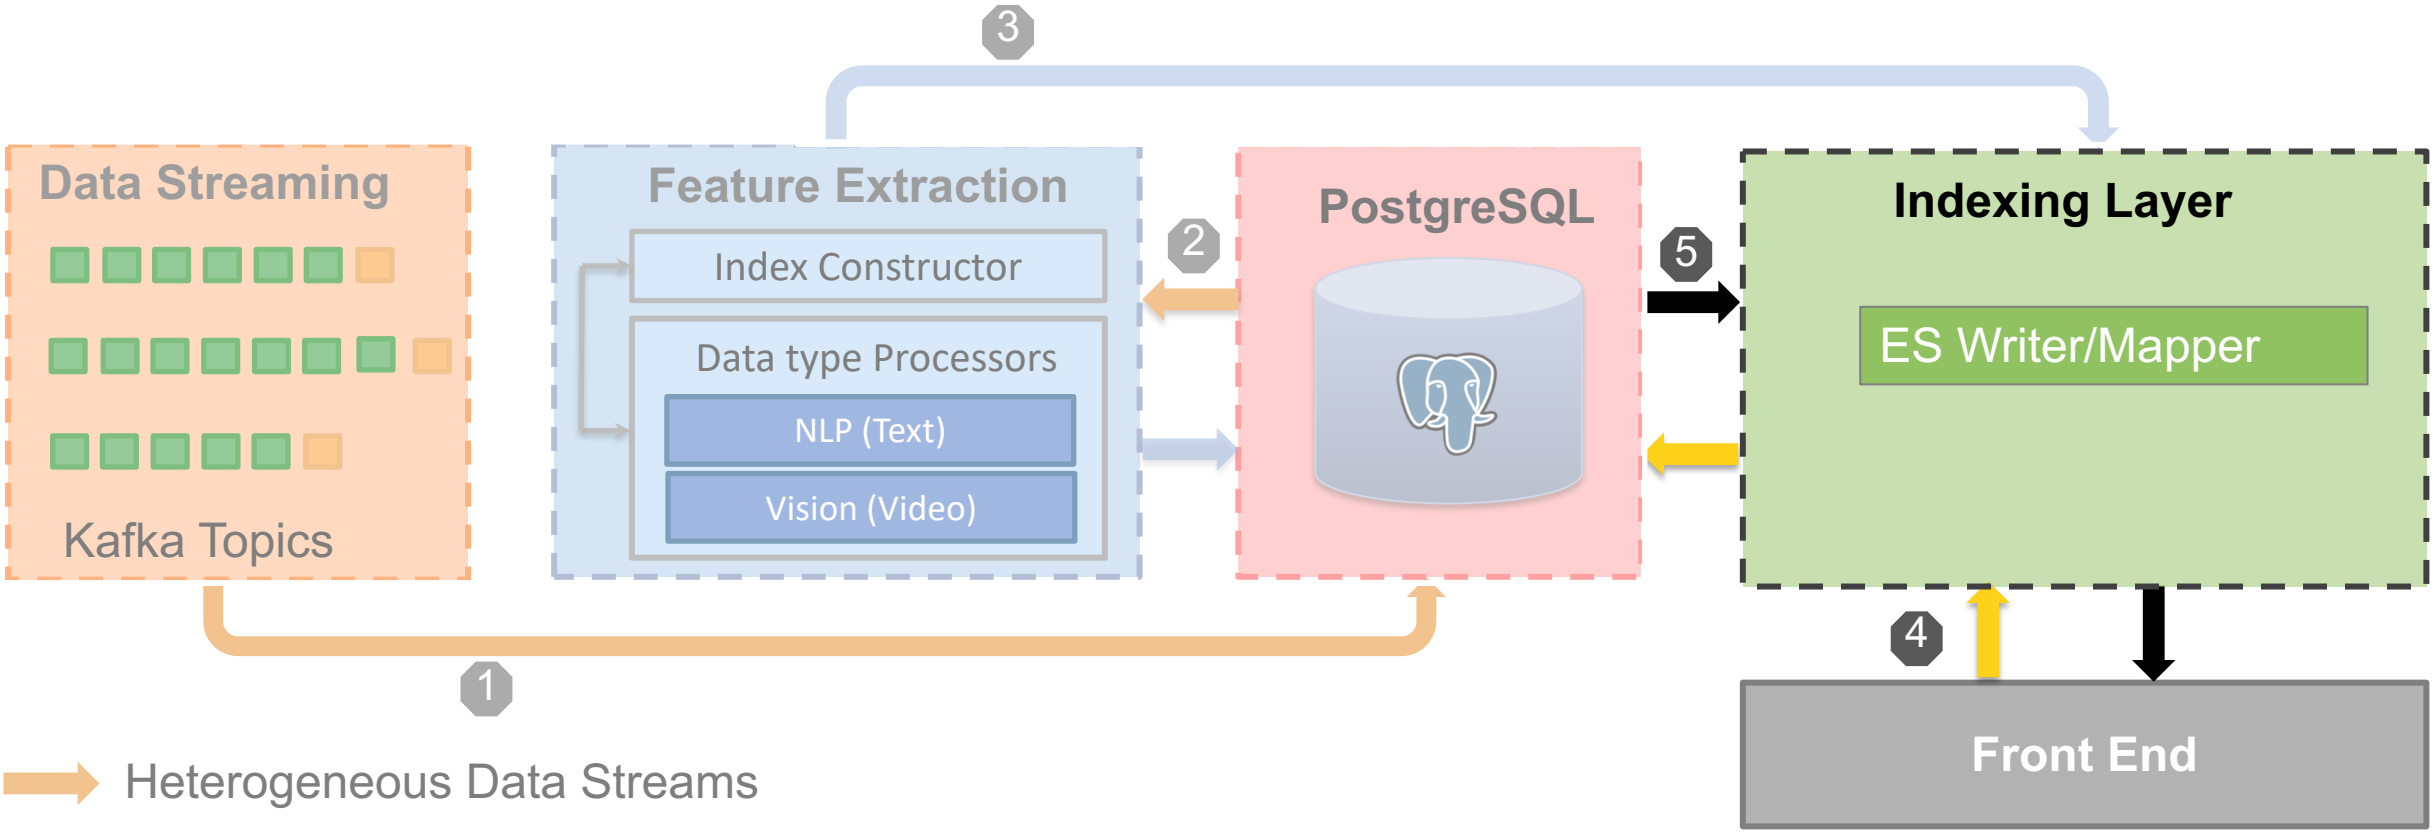 3
Data Streaming
Kafka Topics
Feature Extraction
Index Constructor
Data type Processors
NLP (Text)
Vision (Video)
2
PostgreSQL
5
Indexing Layer
ES Writer/Mapper
1
4
Front End
Heterogeneous Data Streams